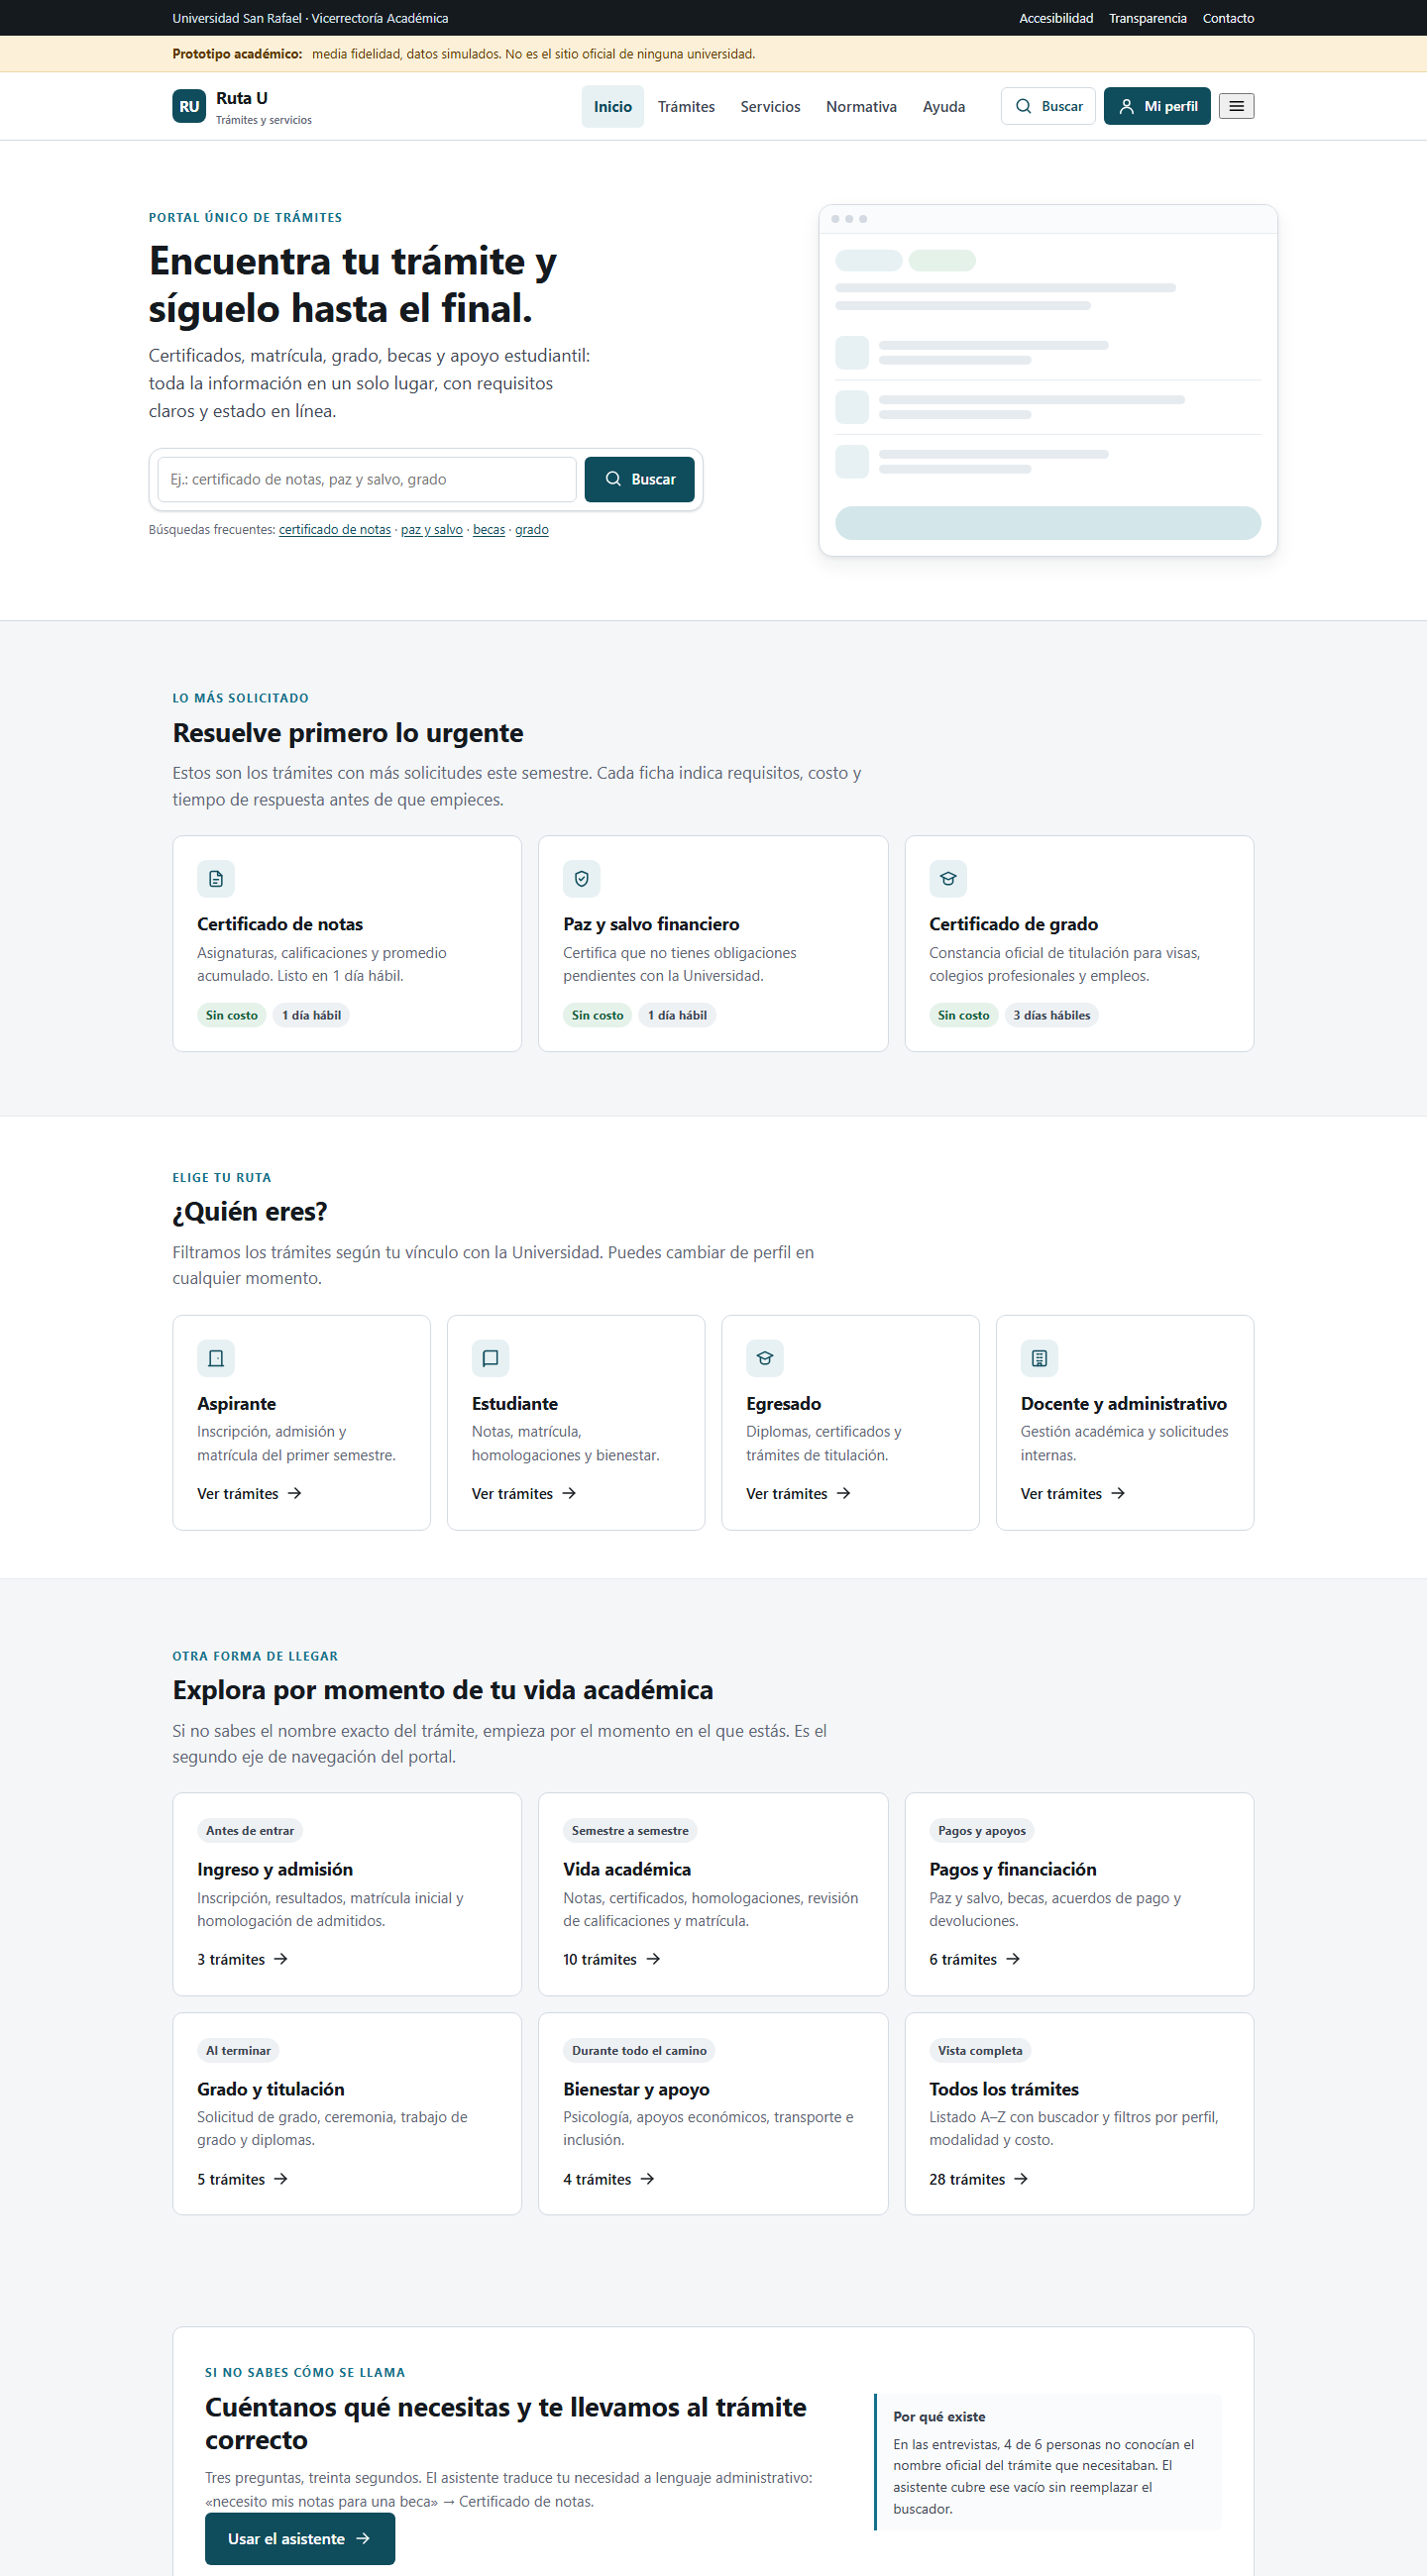 Universidad San Rafael · Vicerrectoría Académica
Accesibilidad Transparencia Contacto
Prototipo académico: media fidelidad, datos simulados. No es el sitio oficial de ninguna universidad.
RU
Ruta U
Trámites y servicios
Inicio Trámites Servicios Normativa Ayuda Buscar Mi perfil
PORTAL ÚNICO DE TRÁMITES
Encuentra tu trámite y
síguelo hasta el final.
Certificados, matrícula, grado, becas y apoyo estudiantil:
toda la información en un solo lugar, con requisitos
claros y estado en línea.
Ej.: certificado de notas, paz y salvo, grado
Buscar
Búsquedas frecuentes: certificado de notas · paz y salvo · becas · grado
LO MÁS SOLICITADO
Resuelve primero lo urgente
Estos son los trámites con más solicitudes este semestre. Cada ficha indica requisitos, costo y
tiempo de respuesta antes de que empieces.
Certificado de notas
Asignaturas, calificaciones y promedio
acumulado. Listo en 1 día hábil.
Sin costo 1 día hábil
Paz y salvo financiero
Certifica que no tienes obligaciones
pendientes con la Universidad.
Sin costo 1 día hábil
Certificado de grado
Constancia oficial de titulación para visas,
colegios profesionales y empleos.
Sin costo 3 días hábiles
ELIGE TU RUTA
¿Quién eres?
Filtramos los trámites según tu vínculo con la Universidad. Puedes cambiar de perfil en
cualquier momento.
Aspirante
Inscripción, admisión y
matrícula del primer semestre.
Ver trámites
Estudiante
Notas, matrícula,
homologaciones y bienestar.
Ver trámites
Egresado
Diplomas, certificados y
trámites de titulación.
Ver trámites
Docente y administrativo
Gestión académica y solicitudes
internas.
Ver trámites
OTRA FORMA DE LLEGAR
Explora por momento de tu vida académica
Si no sabes el nombre exacto del trámite, empieza por el momento en el que estás. Es el
segundo eje de navegación del portal.
Antes de entrar
Ingreso y admisión
Inscripción, resultados, matrícula inicial y
homologación de admitidos.
3 trámites
Semestre a semestre
Vida académica
Notas, certificados, homologaciones, revisión
de calificaciones y matrícula.
10 trámites
Pagos y apoyos
Pagos y financiación
Paz y salvo, becas, acuerdos de pago y
devoluciones.
6 trámites
Al terminar
Grado y titulación
Solicitud de grado, ceremonia, trabajo de
grado y diplomas.
5 trámites
Durante todo el camino
Bienestar y apoyo
Psicología, apoyos económicos, transporte e
inclusión.
4 trámites
Vista completa
Todos los trámites
Listado A–Z con buscador y filtros por perfil,
modalidad y costo.
28 trámites
SI NO SABES CÓMO SE LLAMA
Cuéntanos qué necesitas y te llevamos al trámite
correcto
Tres preguntas, treinta segundos. El asistente traduce tu necesidad a lenguaje administrativo:
«necesito mis notas para una beca» → Certificado de notas.
Usar el asistente
Por qué existe
En las entrevistas, 4 de 6 personas no conocían el
nombre oficial del trámite que necesitaban. El
asistente cubre ese vacío sin reemplazar el
buscador.